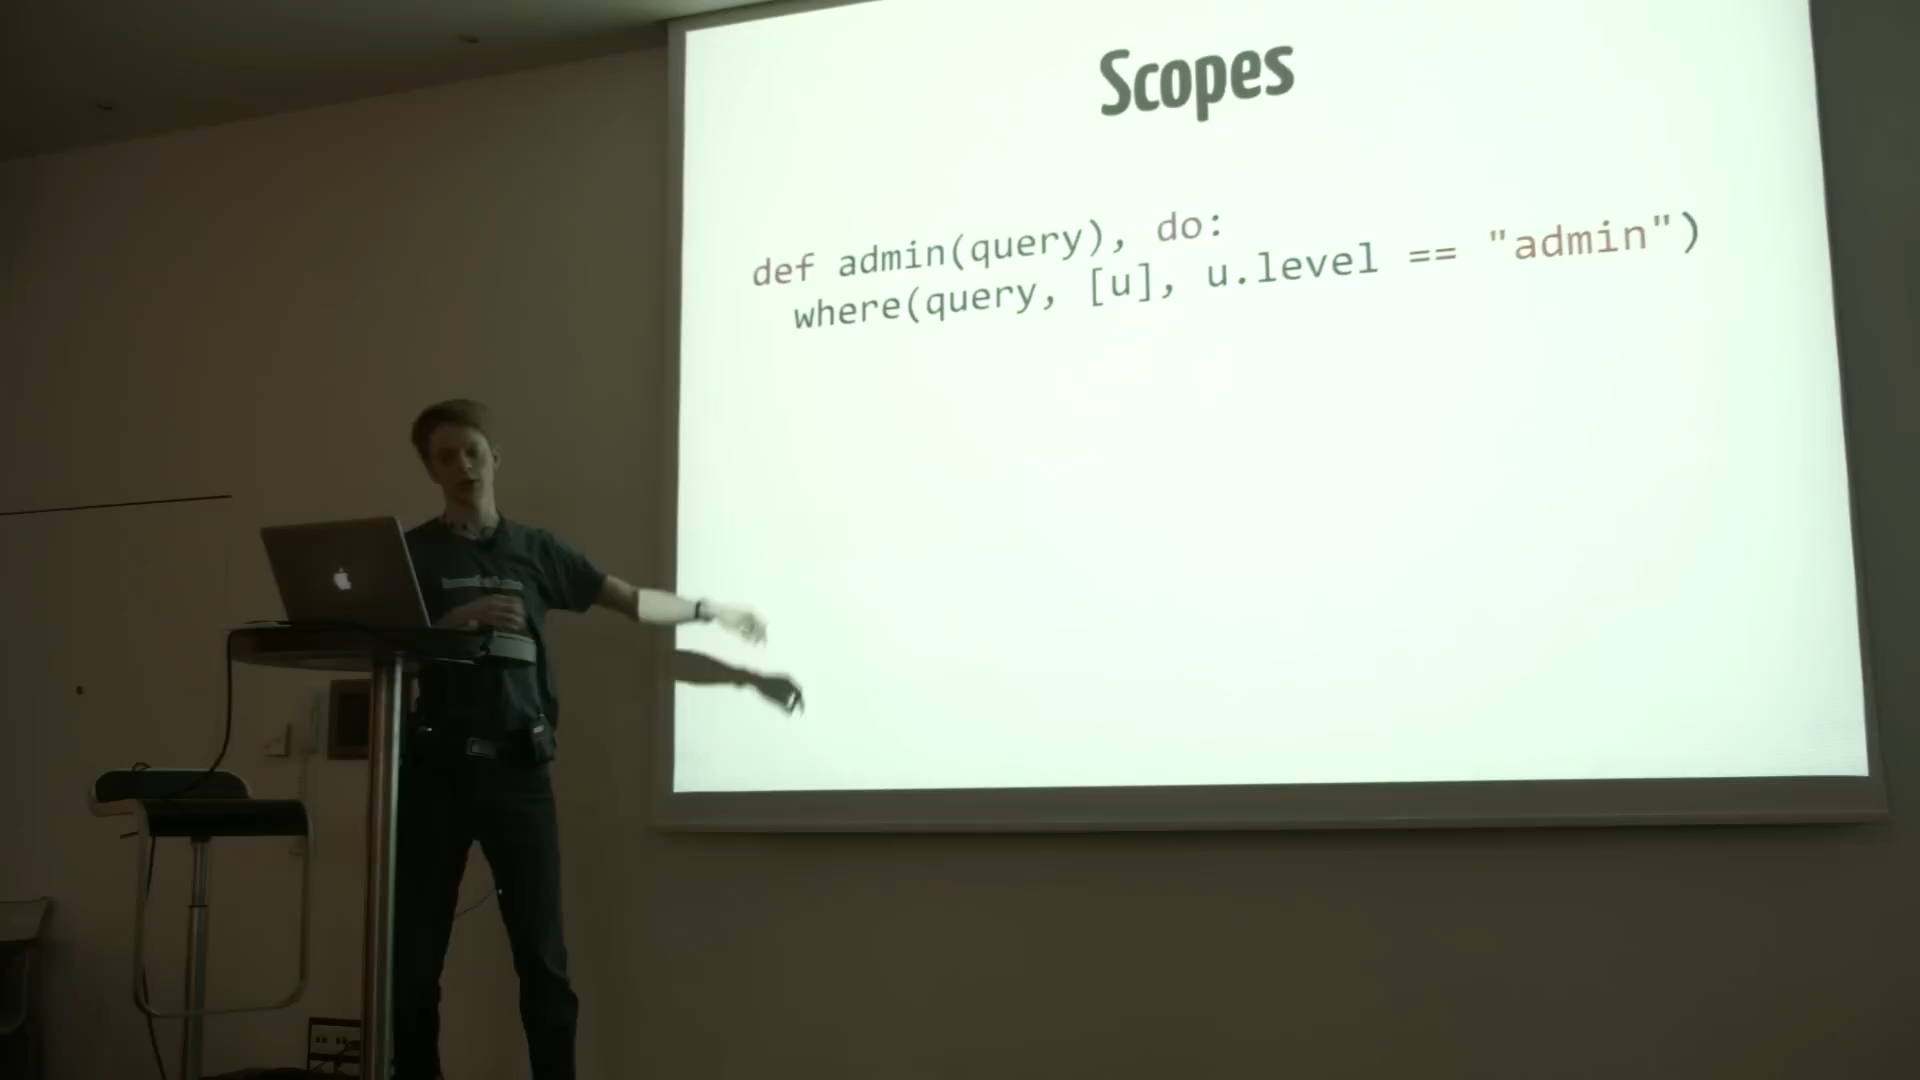 Scopes
def admin(query), do:
where(query, [u], u.level == "admin")